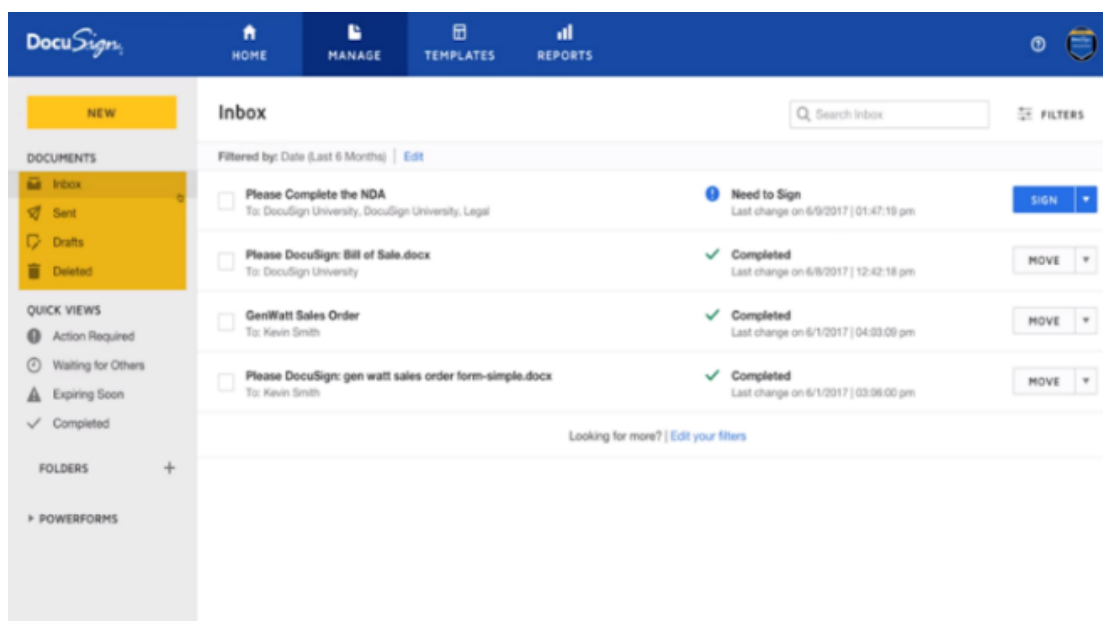 DocuSign
HOME
MANAGE
TEMPLATES
REPORTS
NEW
Inbox
Search Inbox
FILTERS
DOCUMENTS
Filtered by: Date (Last 6 Months) | Edit
Inbox
Sent
Drafts
Deleted
QUICK VIEWS
Action Required
Waiting for Others
Expiring Soon
Completed
FOLDERS
POWERFORMS
Please Complete the NDA
To: DocuSign University, DocuSign University, Legal
Need to Sign
Last change on 6/9/2017 | 01:47:19 pm
SIGN
Please DocuSign: Bill of Sale.docx
To: DocuSign University
Completed
Last change on 6/8/2017 | 12:42:18 pm
MOVE
GenWatt Sales Order
To: Kevin Smith
Completed
Last change on 6/1/2017 | 04:03:09 pm
MOVE
Please DocuSign: gen watt sales order form-simple.docx
To: Kevin Smith
Completed
Last change on 6/1/2017 | 03:06:00 pm
MOVE
Looking for more? | Edit your filters